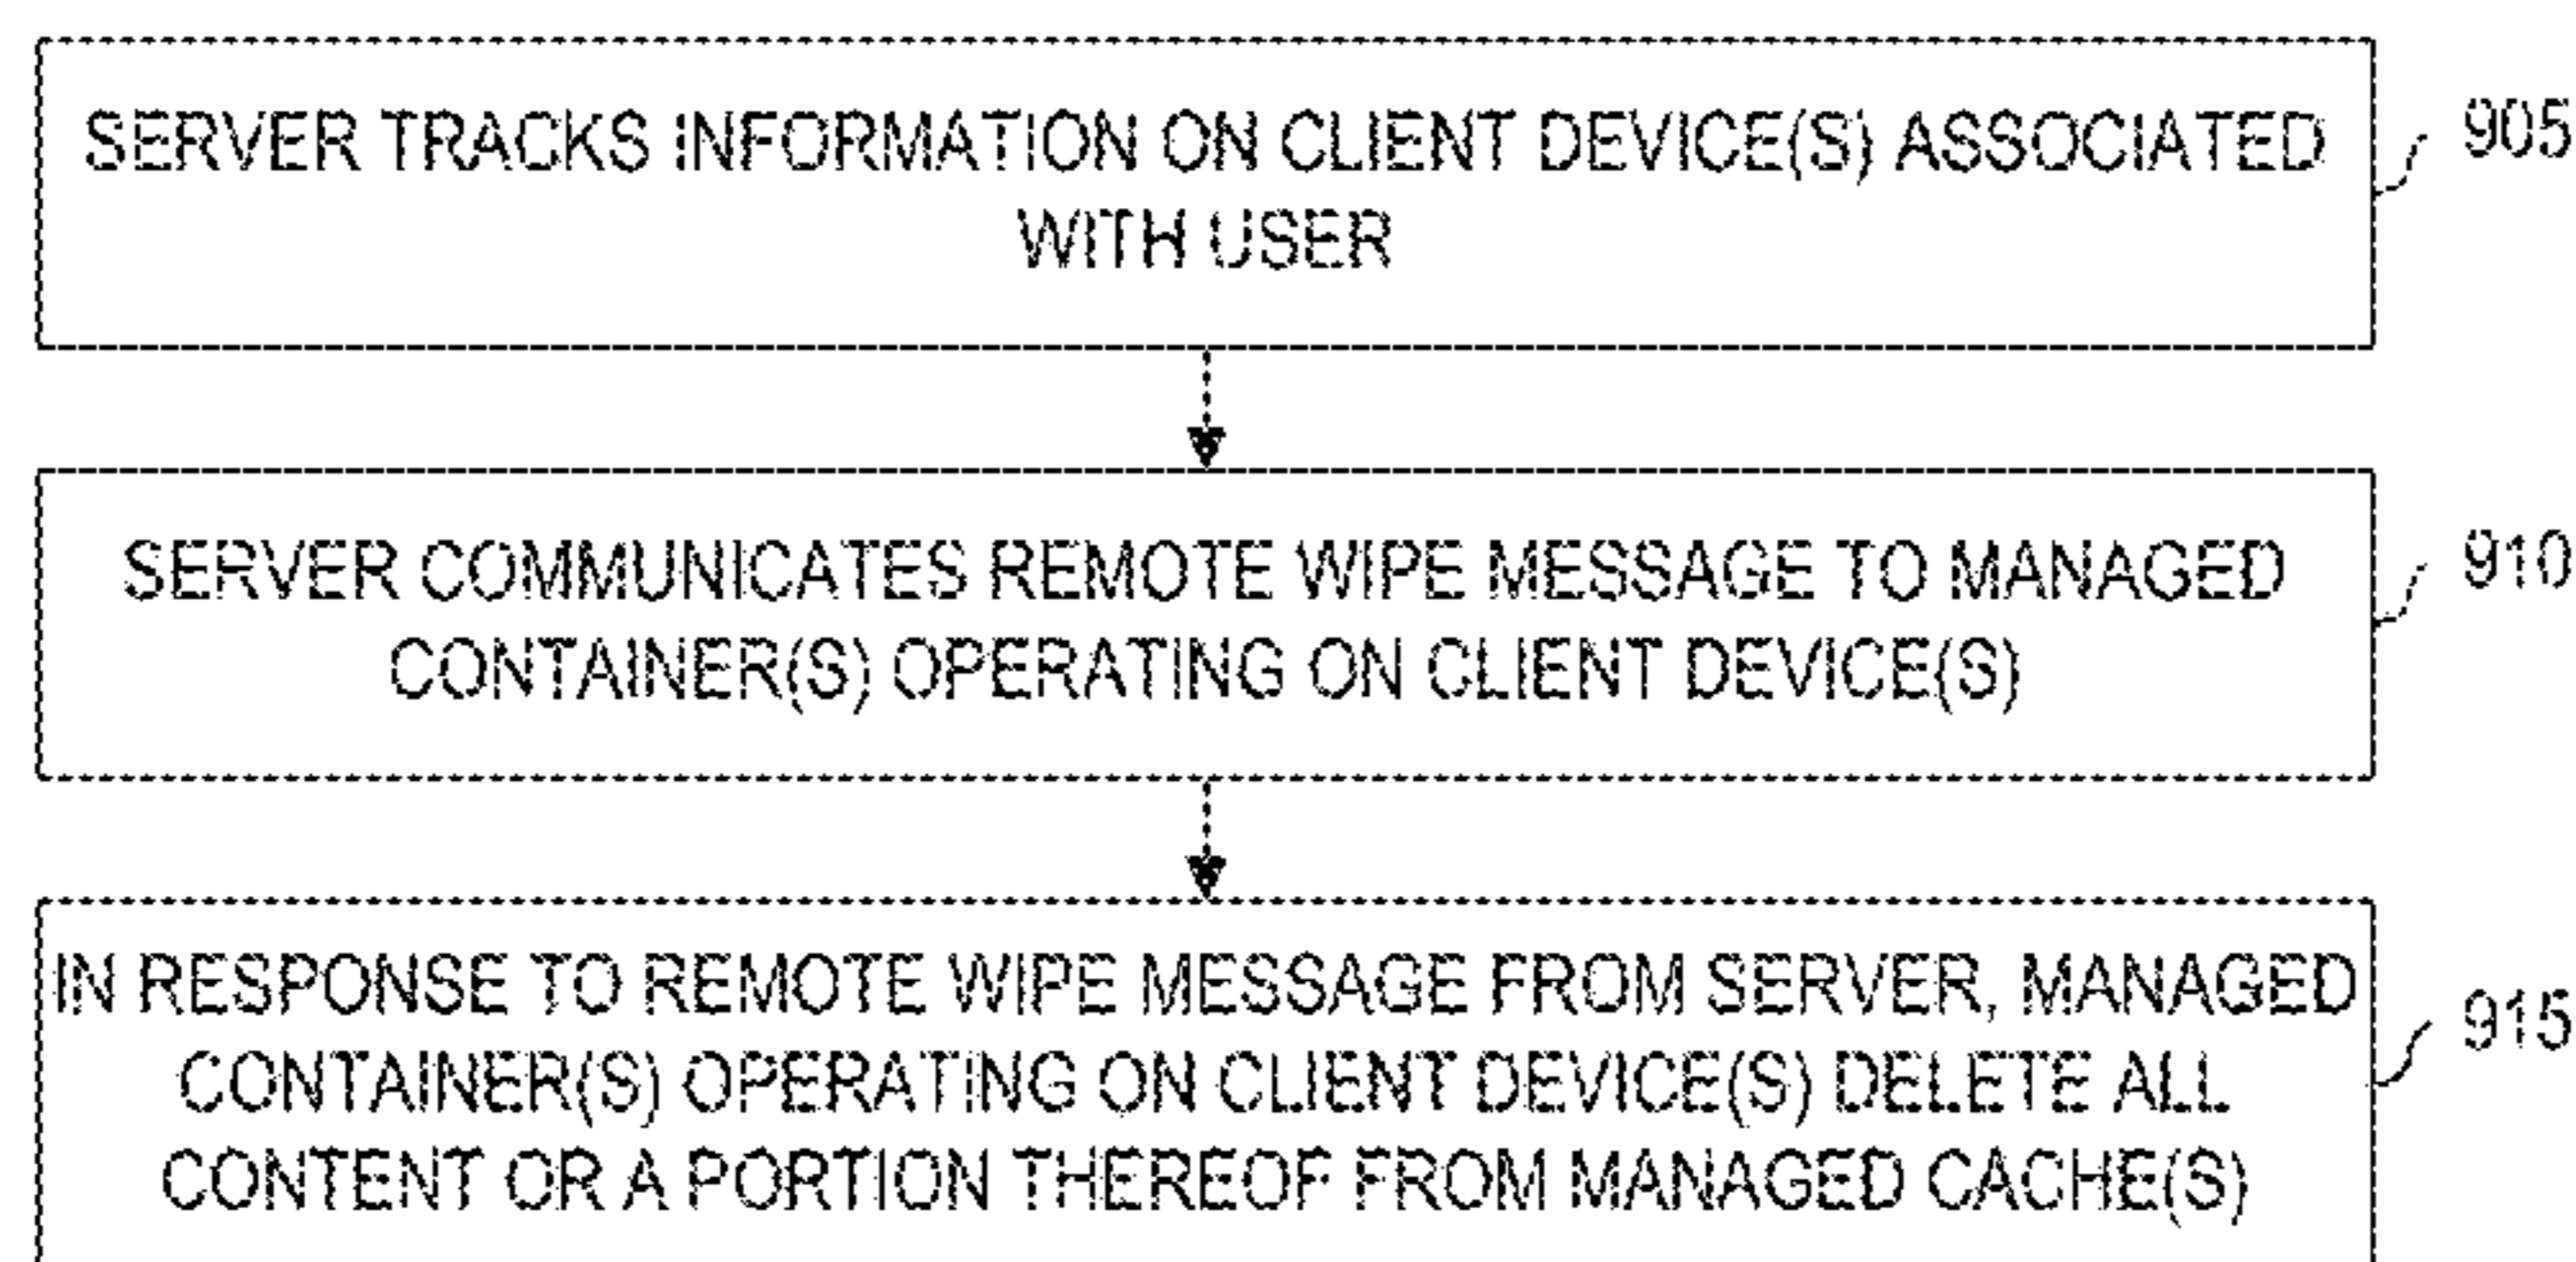 SERVER TRACKS INFORMATION ON CLIENT DEVICE(S) ASSOCIATED
WITH USER
905
SERVER COMMUNICATES REMOTE WIPE MESSAGE TO MANAGED
CONTAINER(S) OPERATING ON CLIENT DEVICE(S)
910
IN RESPONSE TO REMOTE WIPE MESSAGE FROM SERVER, MANAGED
CONTAINER(S) OPERATING ON CLIENT DEVICE(S) DELETE ALL
CONTENT OR A PORTION THEREOF FROM MANAGED CACHE(S)
915